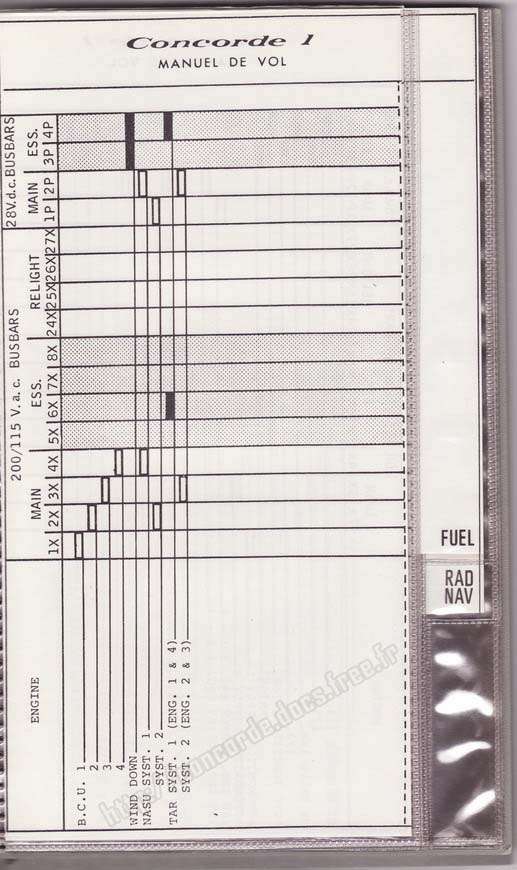 Concorde 1
MANUEL DE VOL
ENGINE
200/115 V.a.c. BUSBARS
28V.d.c. BUSBARS
MAIN
ESS.
RELIGHT
MAIN
ESS.
1X 2X 3X 4X 5X 6X 7X 8X 24X 25X 26X 27X 1P 2P 3P 4P
B.C.U. 1
2
3
4
WIND DOWN
NASU SYST. 1
SYST. 2
TAR SYST. 1 (ENG. 1 & 4)
SYST. 2 (ENG. 2 & 3)
FUEL
RAD
NAV
http://concorde.docs.free.fr